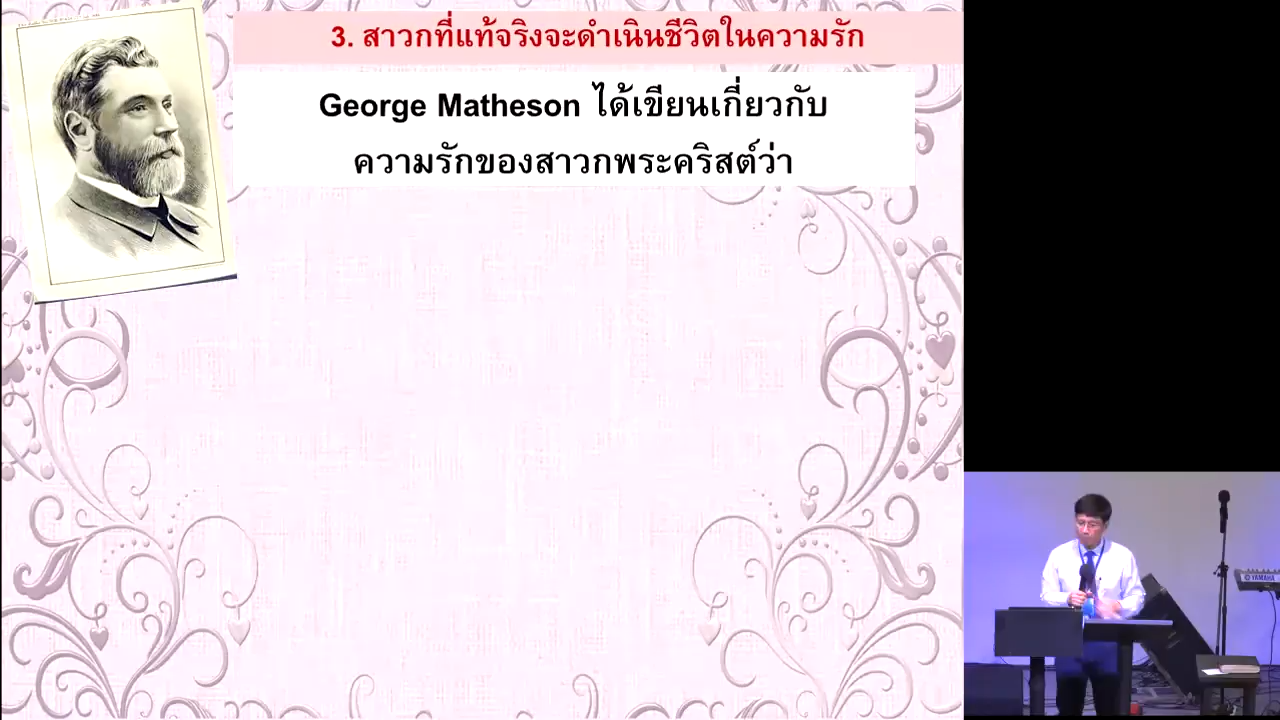 3. สาวกที่แท้จริงจะดำเนินชีวิตในความรัก
George Matheson ได้เขียนเกี่ยวกับ
ความรักของสาวกพระคริสต์ว่า
YAMAHA